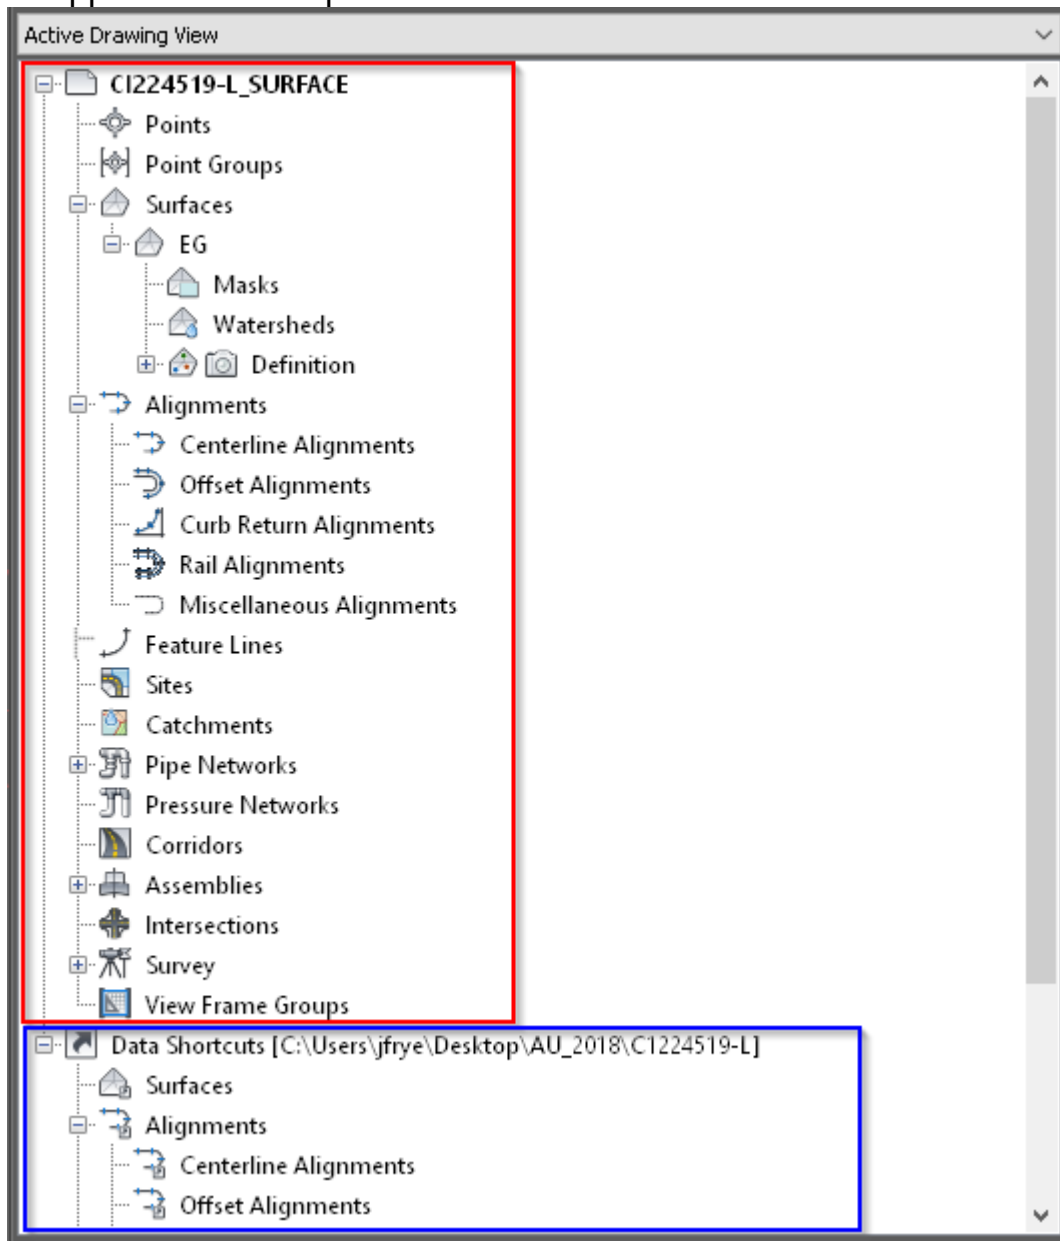 Active Drawing View
CI224519-L_SURFACE
Points
Point Groups
Surfaces
EG
Masks
Watersheds
Definition
Alignments
Centerline Alignments
Offset Alignments
Curb Return Alignments
Rail Alignments
Miscellaneous Alignments
Feature Lines
Sites
Catchments
Pipe Networks
Pressure Networks
Corridors
Assemblies
Intersections
Survey
View Frame Groups
Data Shortcuts [C:\Users\jfrye\Desktop\AU_2018\C1224519-L]
Surfaces
Alignments
Centerline Alignments
Offset Alignments